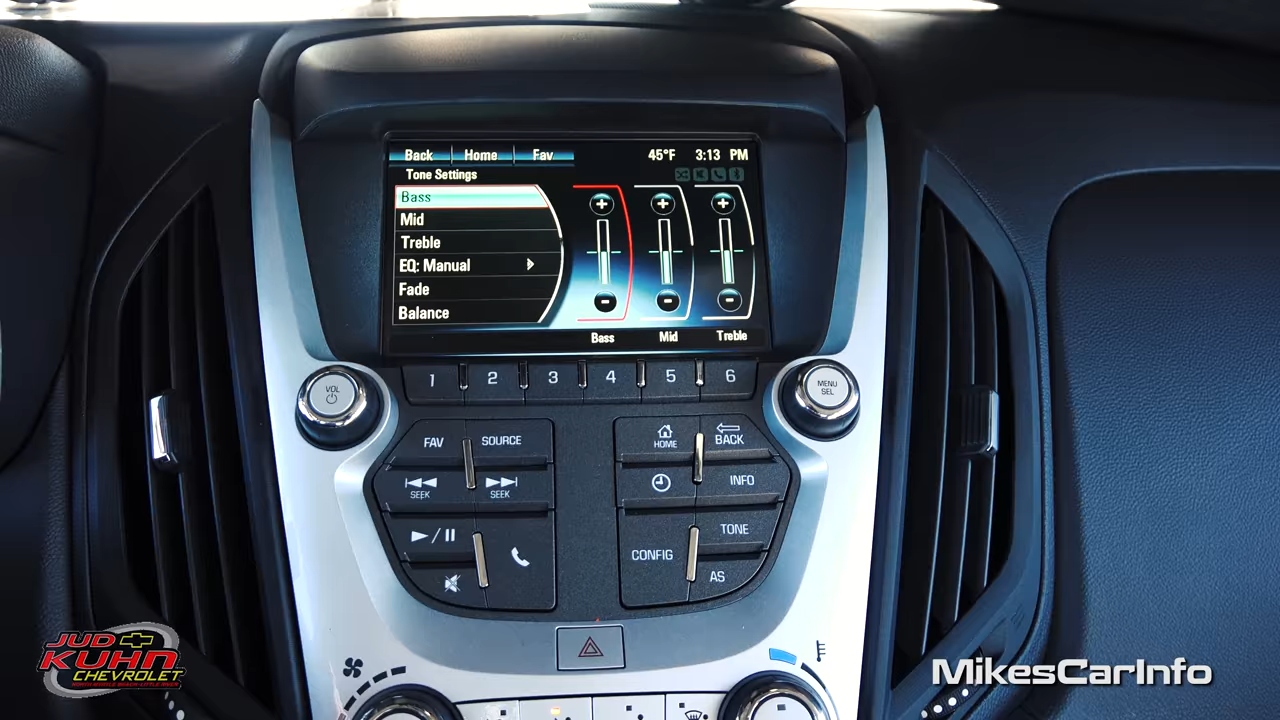 Back Home Fav 45°F 3:13 PM
Tone Settings
Bass
Mid
Treble
EQ: Manual
Fade
Balance
Bass Mid Treble
1 2 3 4 5 6
VOL
MENU
SEL
FAV SOURCE
SEEK SEEK
HOME BACK
INFO
TONE
CONFIG
AS
JUD
KUHN
CHEVROLET
MikesCarInfo